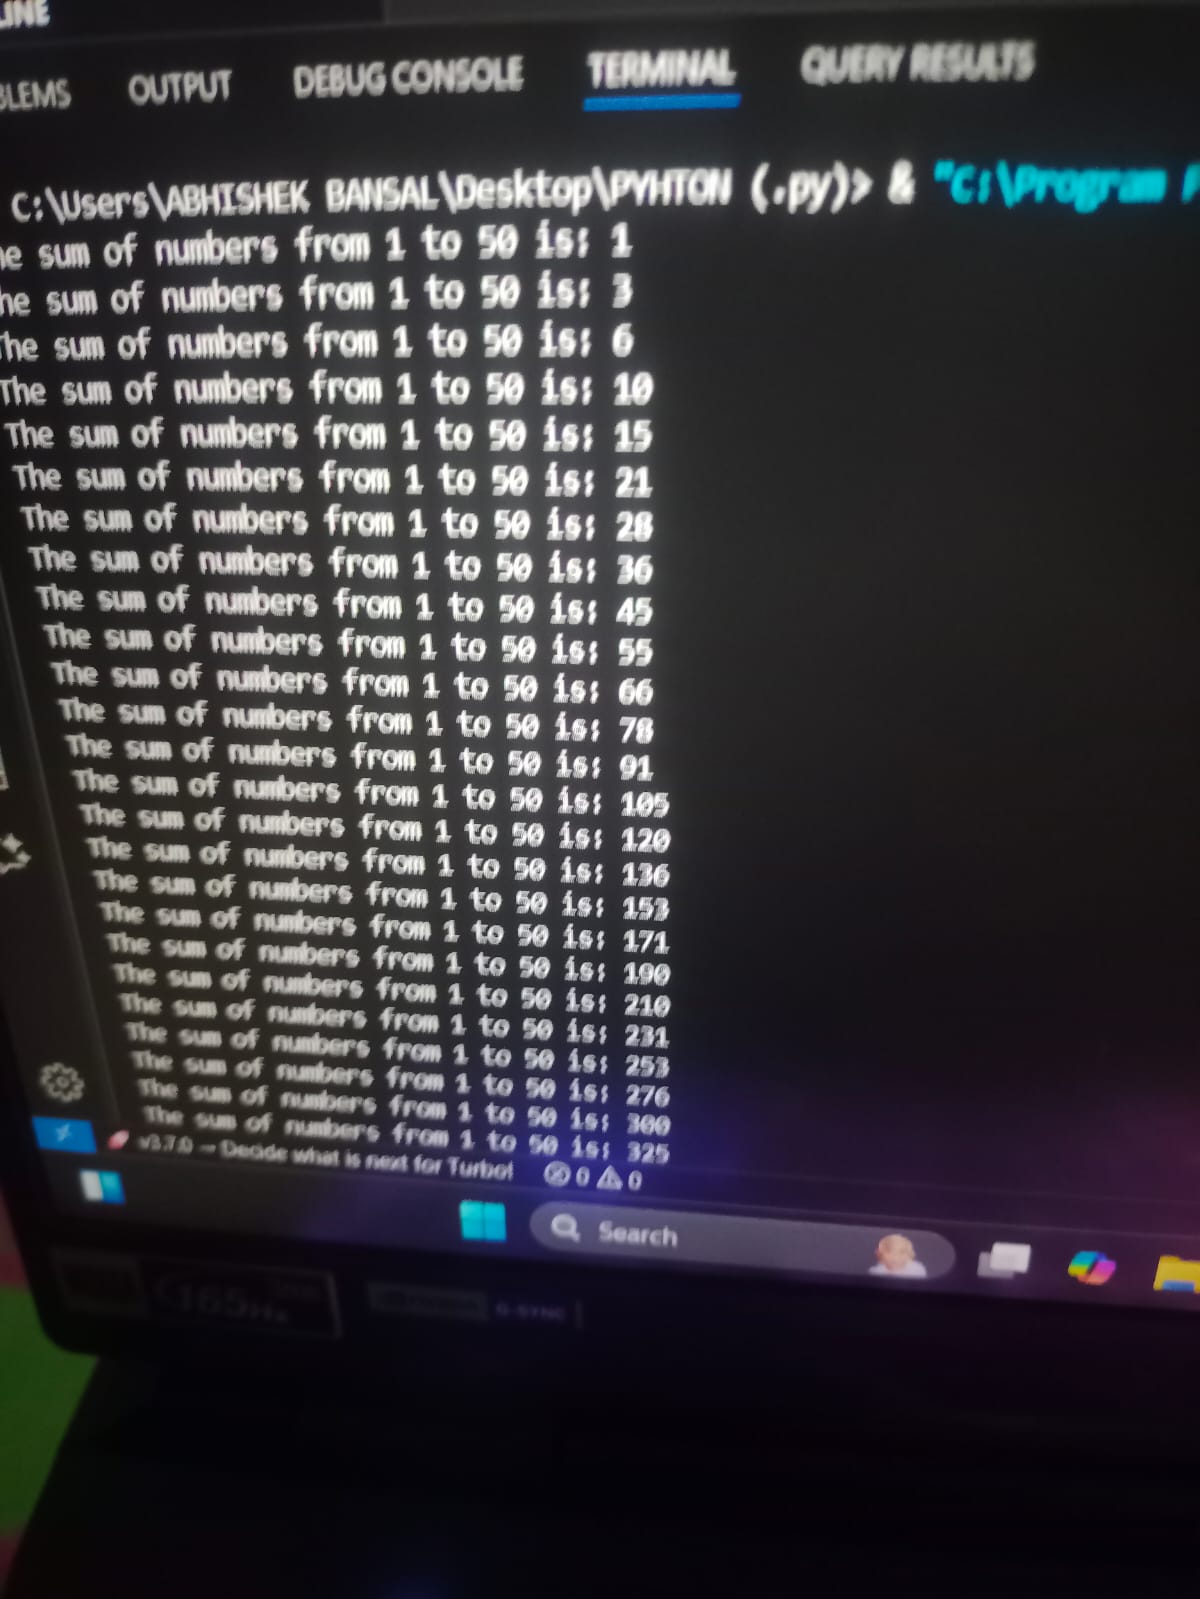 LINE
BLEMS OUTPUT DEBUG CONSOLE TERMINAL QUERY RESULTS
C:\Users\ABHISHEK BANSAL\Desktop\PYHTON (.py)> & "C:\Program F
he sum of numbers from 1 to 50 is: 1
he sum of numbers from 1 to 50 is: 3
The sum of numbers from 1 to 50 is: 6
The sum of numbers from 1 to 50 is: 10
The sum of numbers from 1 to 50 is: 15
The sum of numbers from 1 to 50 is: 21
The sum of numbers from 1 to 50 is: 28
The sum of numbers from 1 to 50 is: 36
The sum of numbers from 1 to 50 is: 45
The sum of numbers from 1 to 50 is: 55
The sum of numbers from 1 to 50 is: 66
The sum of numbers from 1 to 50 is: 78
The sum of numbers from 1 to 50 is: 91
The sum of numbers from 1 to 50 is: 105
The sum of numbers from 1 to 50 is: 120
The sum of numbers from 1 to 50 is: 136
The sum of numbers from 1 to 50 is: 153
The sum of numbers from 1 to 50 is: 171
The sum of numbers from 1 to 50 is: 190
The sum of numbers from 1 to 50 is: 210
The sum of numbers from 1 to 50 is: 231
The sum of numbers from 1 to 50 is: 253
The sum of numbers from 1 to 50 is: 276
The sum of numbers from 1 to 50 is: 300
The sum of numbers from 1 to 50 is: 325
v3.7.0 — Decide what is next for Turbo! 0 0
Search
165Hz G-SYNC